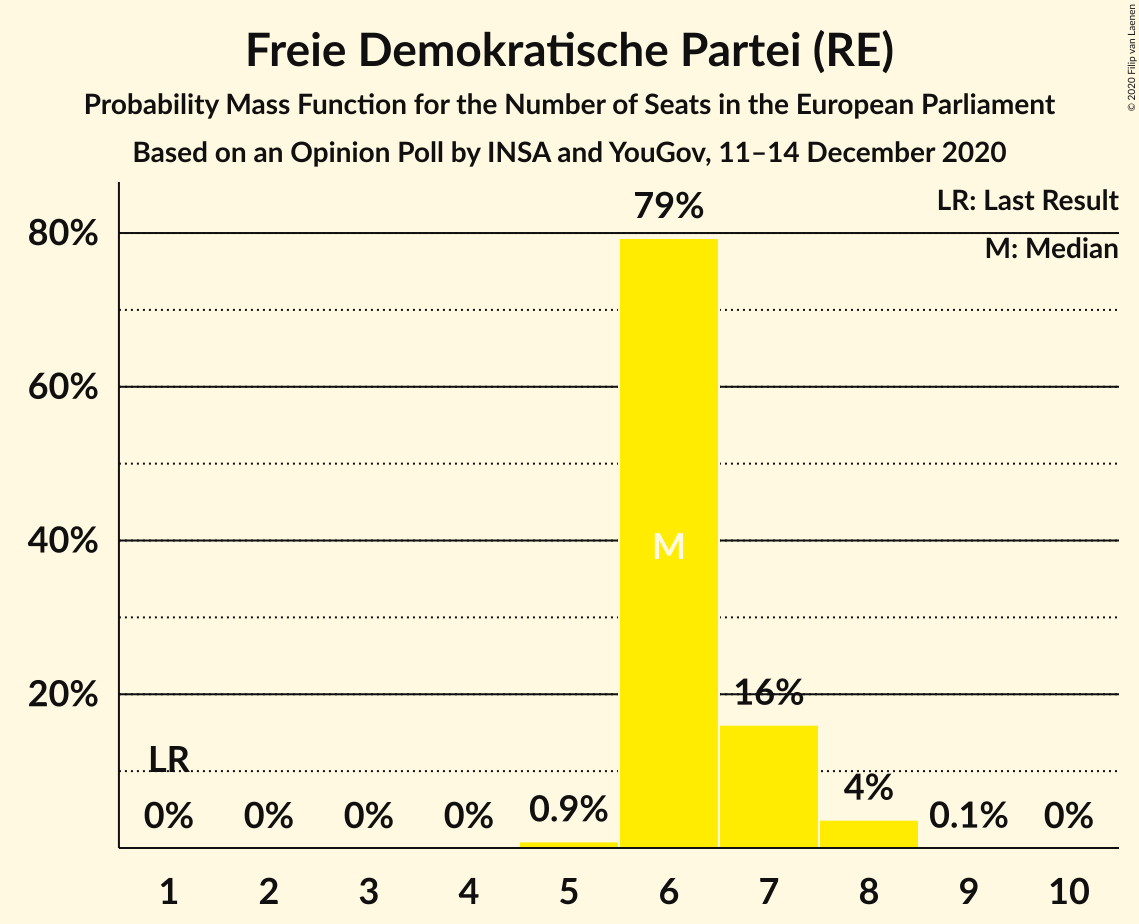 Freie Demokratische Partei (RE)
Probability Mass Function for the Number of Seats in the European Parliament
Based on an Opinion Poll by INSA and YouGov, 11–14 December 2020
© 2020 Filip van Laenen
LR: Last Result
M: Median
80%
60%
40%
20%
79%
M
16%
LR
4%
0% 0% 0% 0% 0.9% 0.1% 0%
1 2 3 4 5 6 7 8 9 10